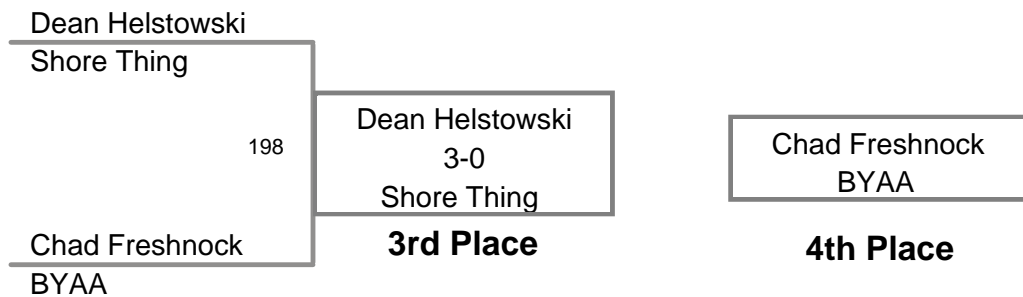 Dean Helstowski
Shore Thing
198
Dean Helstowski
3-0
Shore Thing
3rd Place
Chad Freshnock
BYAA
Chad Freshnock
BYAA
4th Place